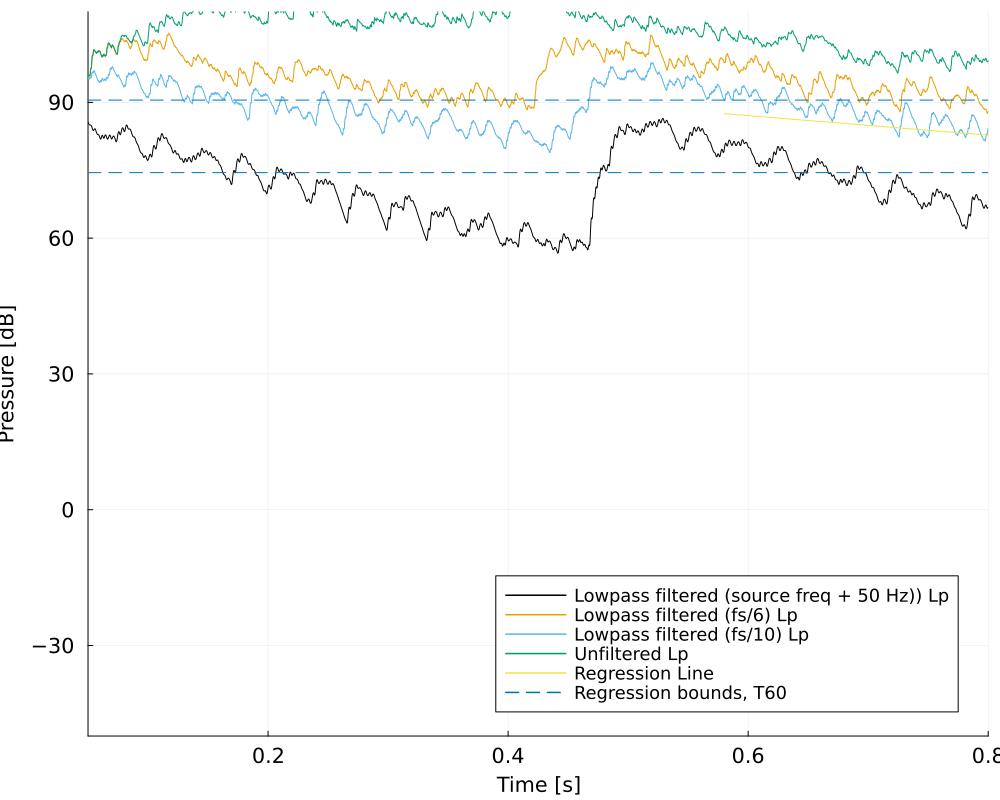 Pressure [dB]
90
60
30
0
−30
0.2
0.4
0.6
0.8
Time [s]
Lowpass filtered (source freq + 50 Hz)) Lp
Lowpass filtered (fs/6) Lp
Lowpass filtered (fs/10) Lp
Unfiltered Lp
Regression Line
Regression bounds, T60